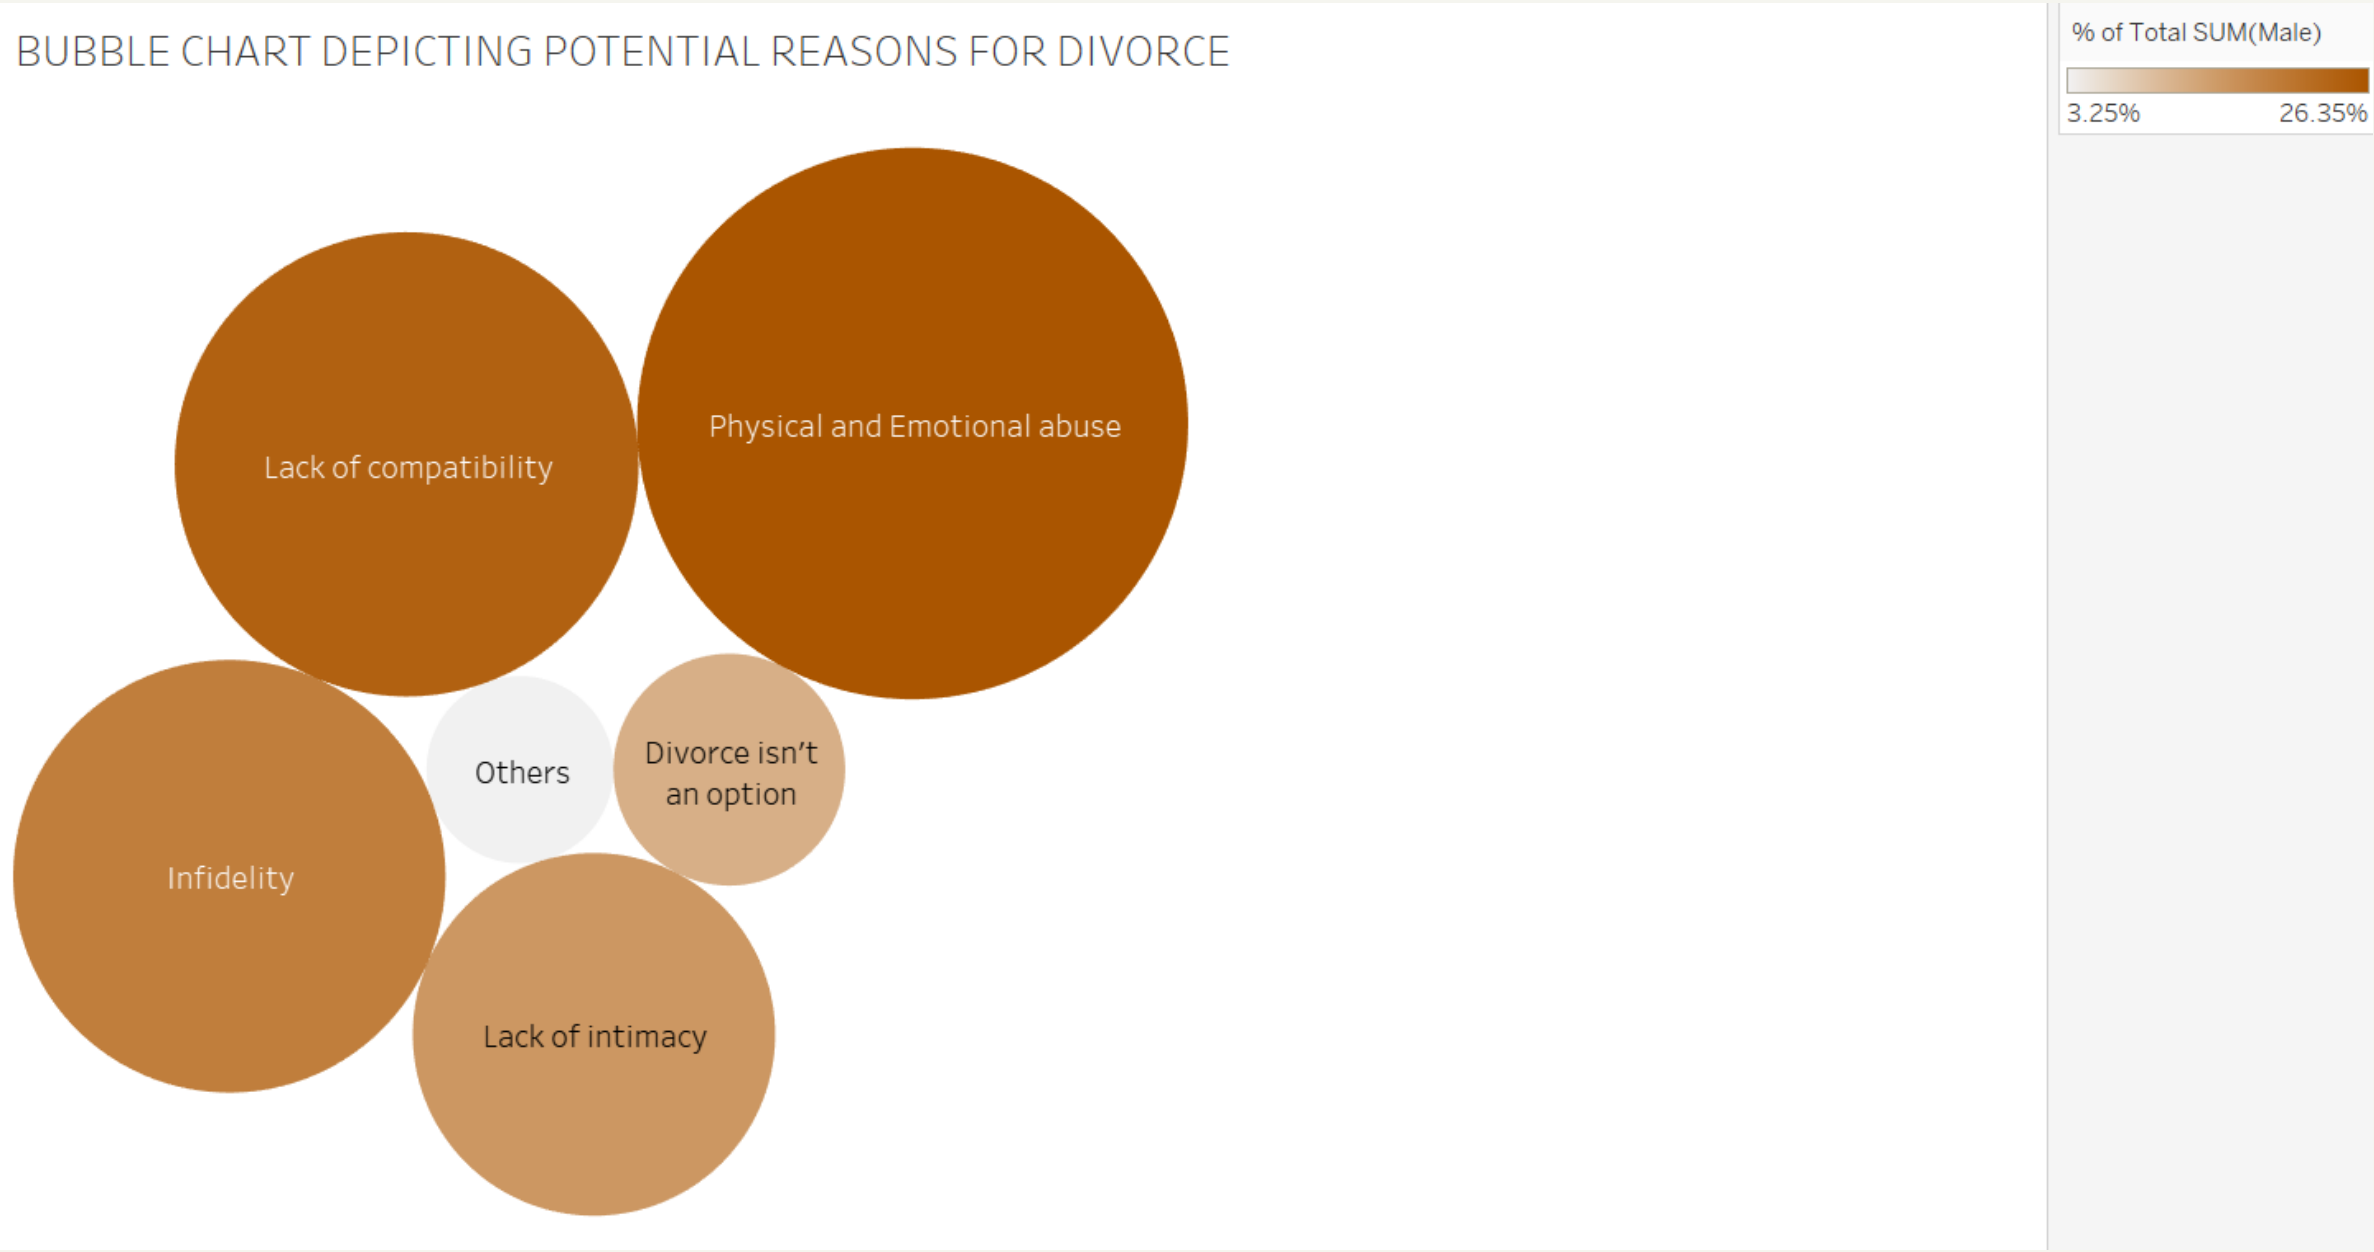 BUBBLE CHART DEPICTING POTENTIAL REASONS FOR DIVORCE
% of Total SUM(Male)
3.25% 26.35%
Physical and Emotional abuse
Lack of compatibility
Divorce isn’t
an option
Others
Infidelity
Lack of intimacy